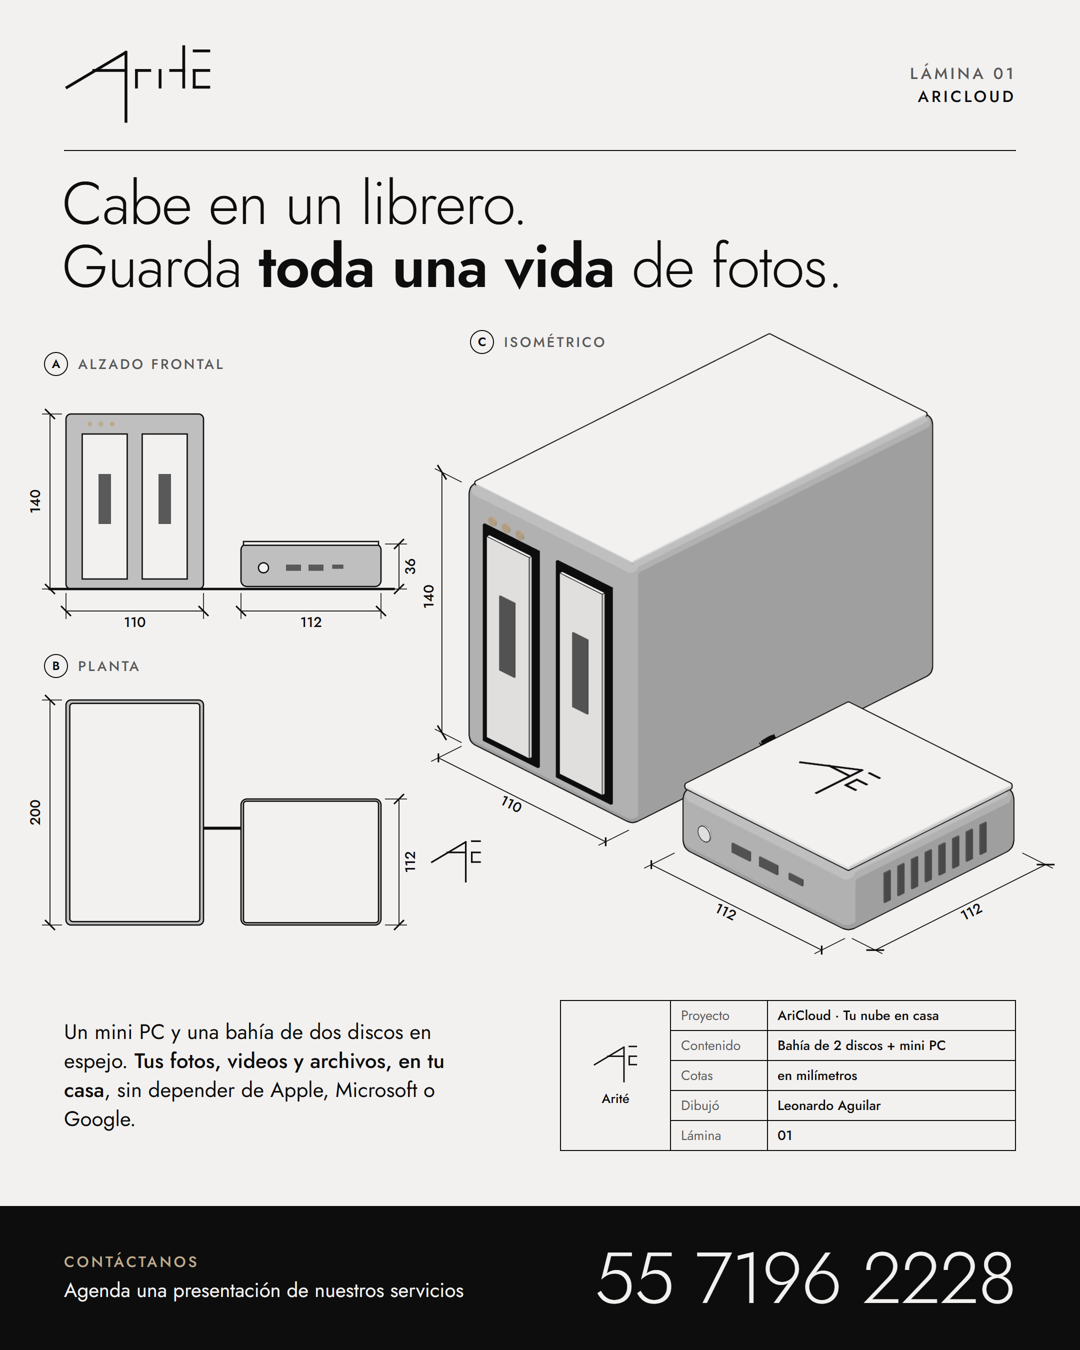 Arité
LÁMINA 01
ARICLOUD
Cabe en un librero.
Guarda toda una vida de fotos.
A ALZADO FRONTAL
C ISOMÉTRICO
140
36
110
112
140
B PLANTA
200
112
110
AE
AE
112
112
Un mini PC y una bahía de dos discos en
espejo. Tus fotos, videos y archivos, en tu
casa, sin depender de Apple, Microsoft o
Google.
AE
Arité
Proyecto AriCloud · Tu nube en casa
Contenido Bahía de 2 discos + mini PC
Cotas en milímetros
Dibujó Leonardo Aguilar
Lámina 01
CONTÁCTANOS
Agenda una presentación de nuestros servicios
55 7196 2228